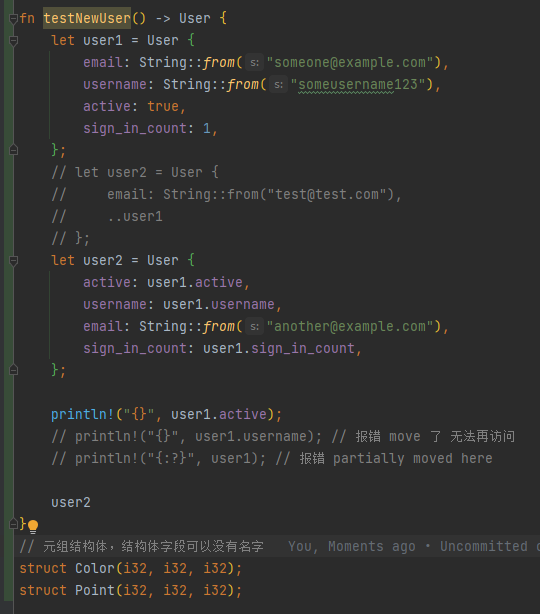 fn testNewUser() -> User {
    let user1 = User {
        email: String::from( s: "someone@example.com"),
        username: String::from( s: "someusername123"),
        active: true,
        sign_in_count: 1,
    };
    // let user2 = User {
    //     email: String::from("test@test.com"),
    //     ..user1
    // };
    let user2 = User {
        active: user1.active,
        username: user1.username,
        email: String::from( s: "another@example.com"),
        sign_in_count: user1.sign_in_count,
    };
    println!("{}", user1.active);
    // println!("{}", user1.username); // 报错 move 了 无法再访问
    // println!("{:?}", user1); // 报错 partially moved here
    user2
}
// 元组结构体，结构体字段可以没有名字    You, Moments ago • Uncommitted
struct Color(i32, i32, i32);
struct Point(i32, i32, i32);